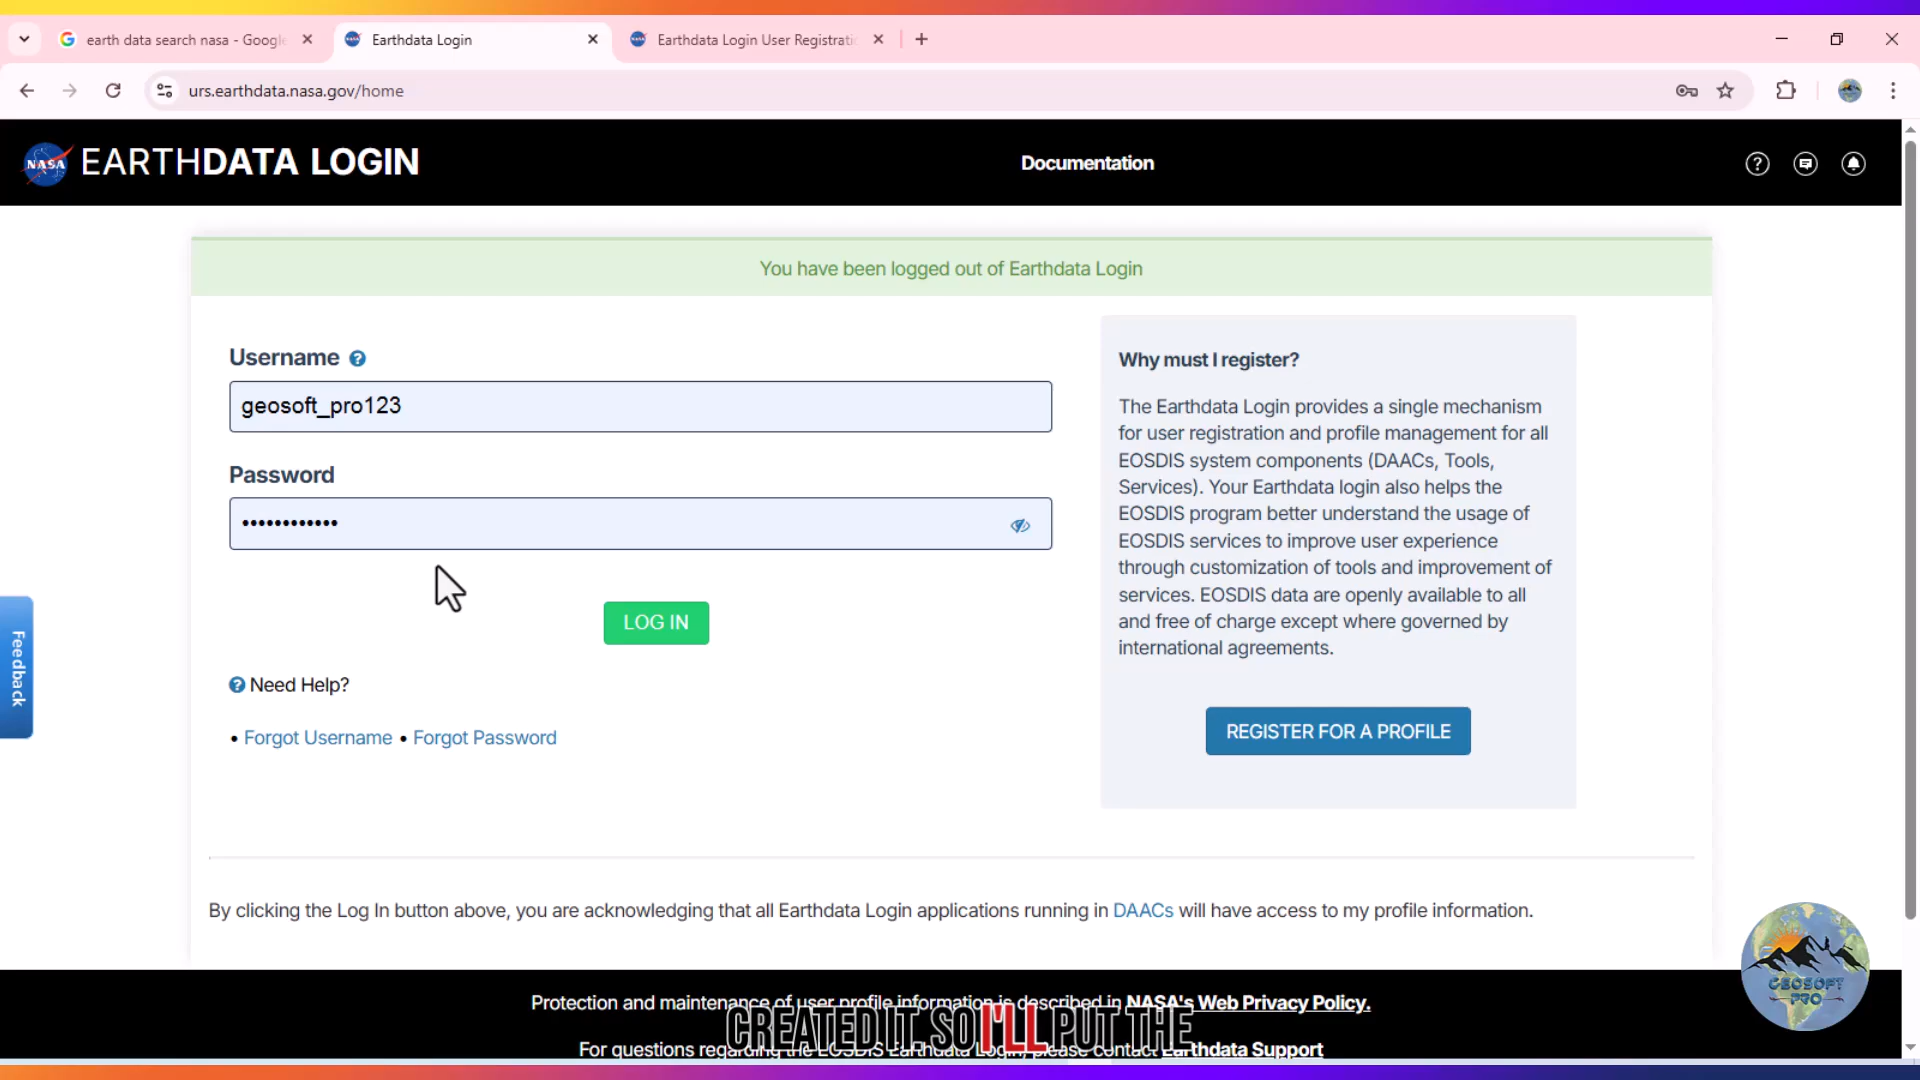 earth data search nasa - Google
Earthdata Login
Earthdata Login User Registrati
urs.earthdata.nasa.gov/home
NASA EARTHDATA LOGIN
Documentation
You have been logged out of Earthdata Login
Username
geosoft_pro123
Password
••••••••••••
LOG IN
Need Help?
• Forgot Username • Forgot Password
Why must I register?
The Earthdata Login provides a single mechanism
for user registration and profile management for all
EOSDIS system components (DAACs, Tools,
Services). Your Earthdata login also helps the
EOSDIS program better understand the usage of
EOSDIS services to improve user experience
through customization of tools and improvement of
services. EOSDIS data are openly available to all
and free of charge except where governed by
international agreements.
REGISTER FOR A PROFILE
Feedback
By clicking the Log In button above, you are acknowledging that all Earthdata Login applications running in DAACs will have access to my profile information.
Protection and maintenance of user profile information is described in NASA's Web Privacy Policy.
CREATED IT. SO I'LL PUT THE
For questions regarding the EOSDIS Earthdata Login, please contact Earthdata Support
GEOSOFT
PRO